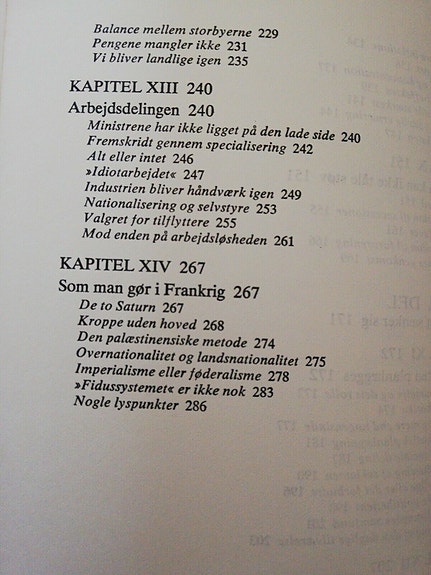 Balance mellem storbyerne 229
Pengene mangler ikke 231
Vi bliver landlige igen 235
KAPITEL XIII 240
Arbejdsdelingen 240
Ministrene har ikke ligget på den lade side 240
Fremskridt gennem specialisering 242
Alt eller intet 246
»Idiotarbejdet« 247
Industrien bliver håndværk igen 249
Nationalisering og selvstyre 253
Valgret for tilflyttere 255
Mod enden på arbejdsløsheden 261
KAPITEL XIV 267
Som man gør i Frankrig 267
De to Saturn 267
Kroppe uden hoved 268
Den palæstinensiske metode 274
Overnationalitet og landsnationalitet 275
Imperialisme eller føderalisme 278
»Fidussystemet« er ikke nok 283
Nogle lyspunkter 286